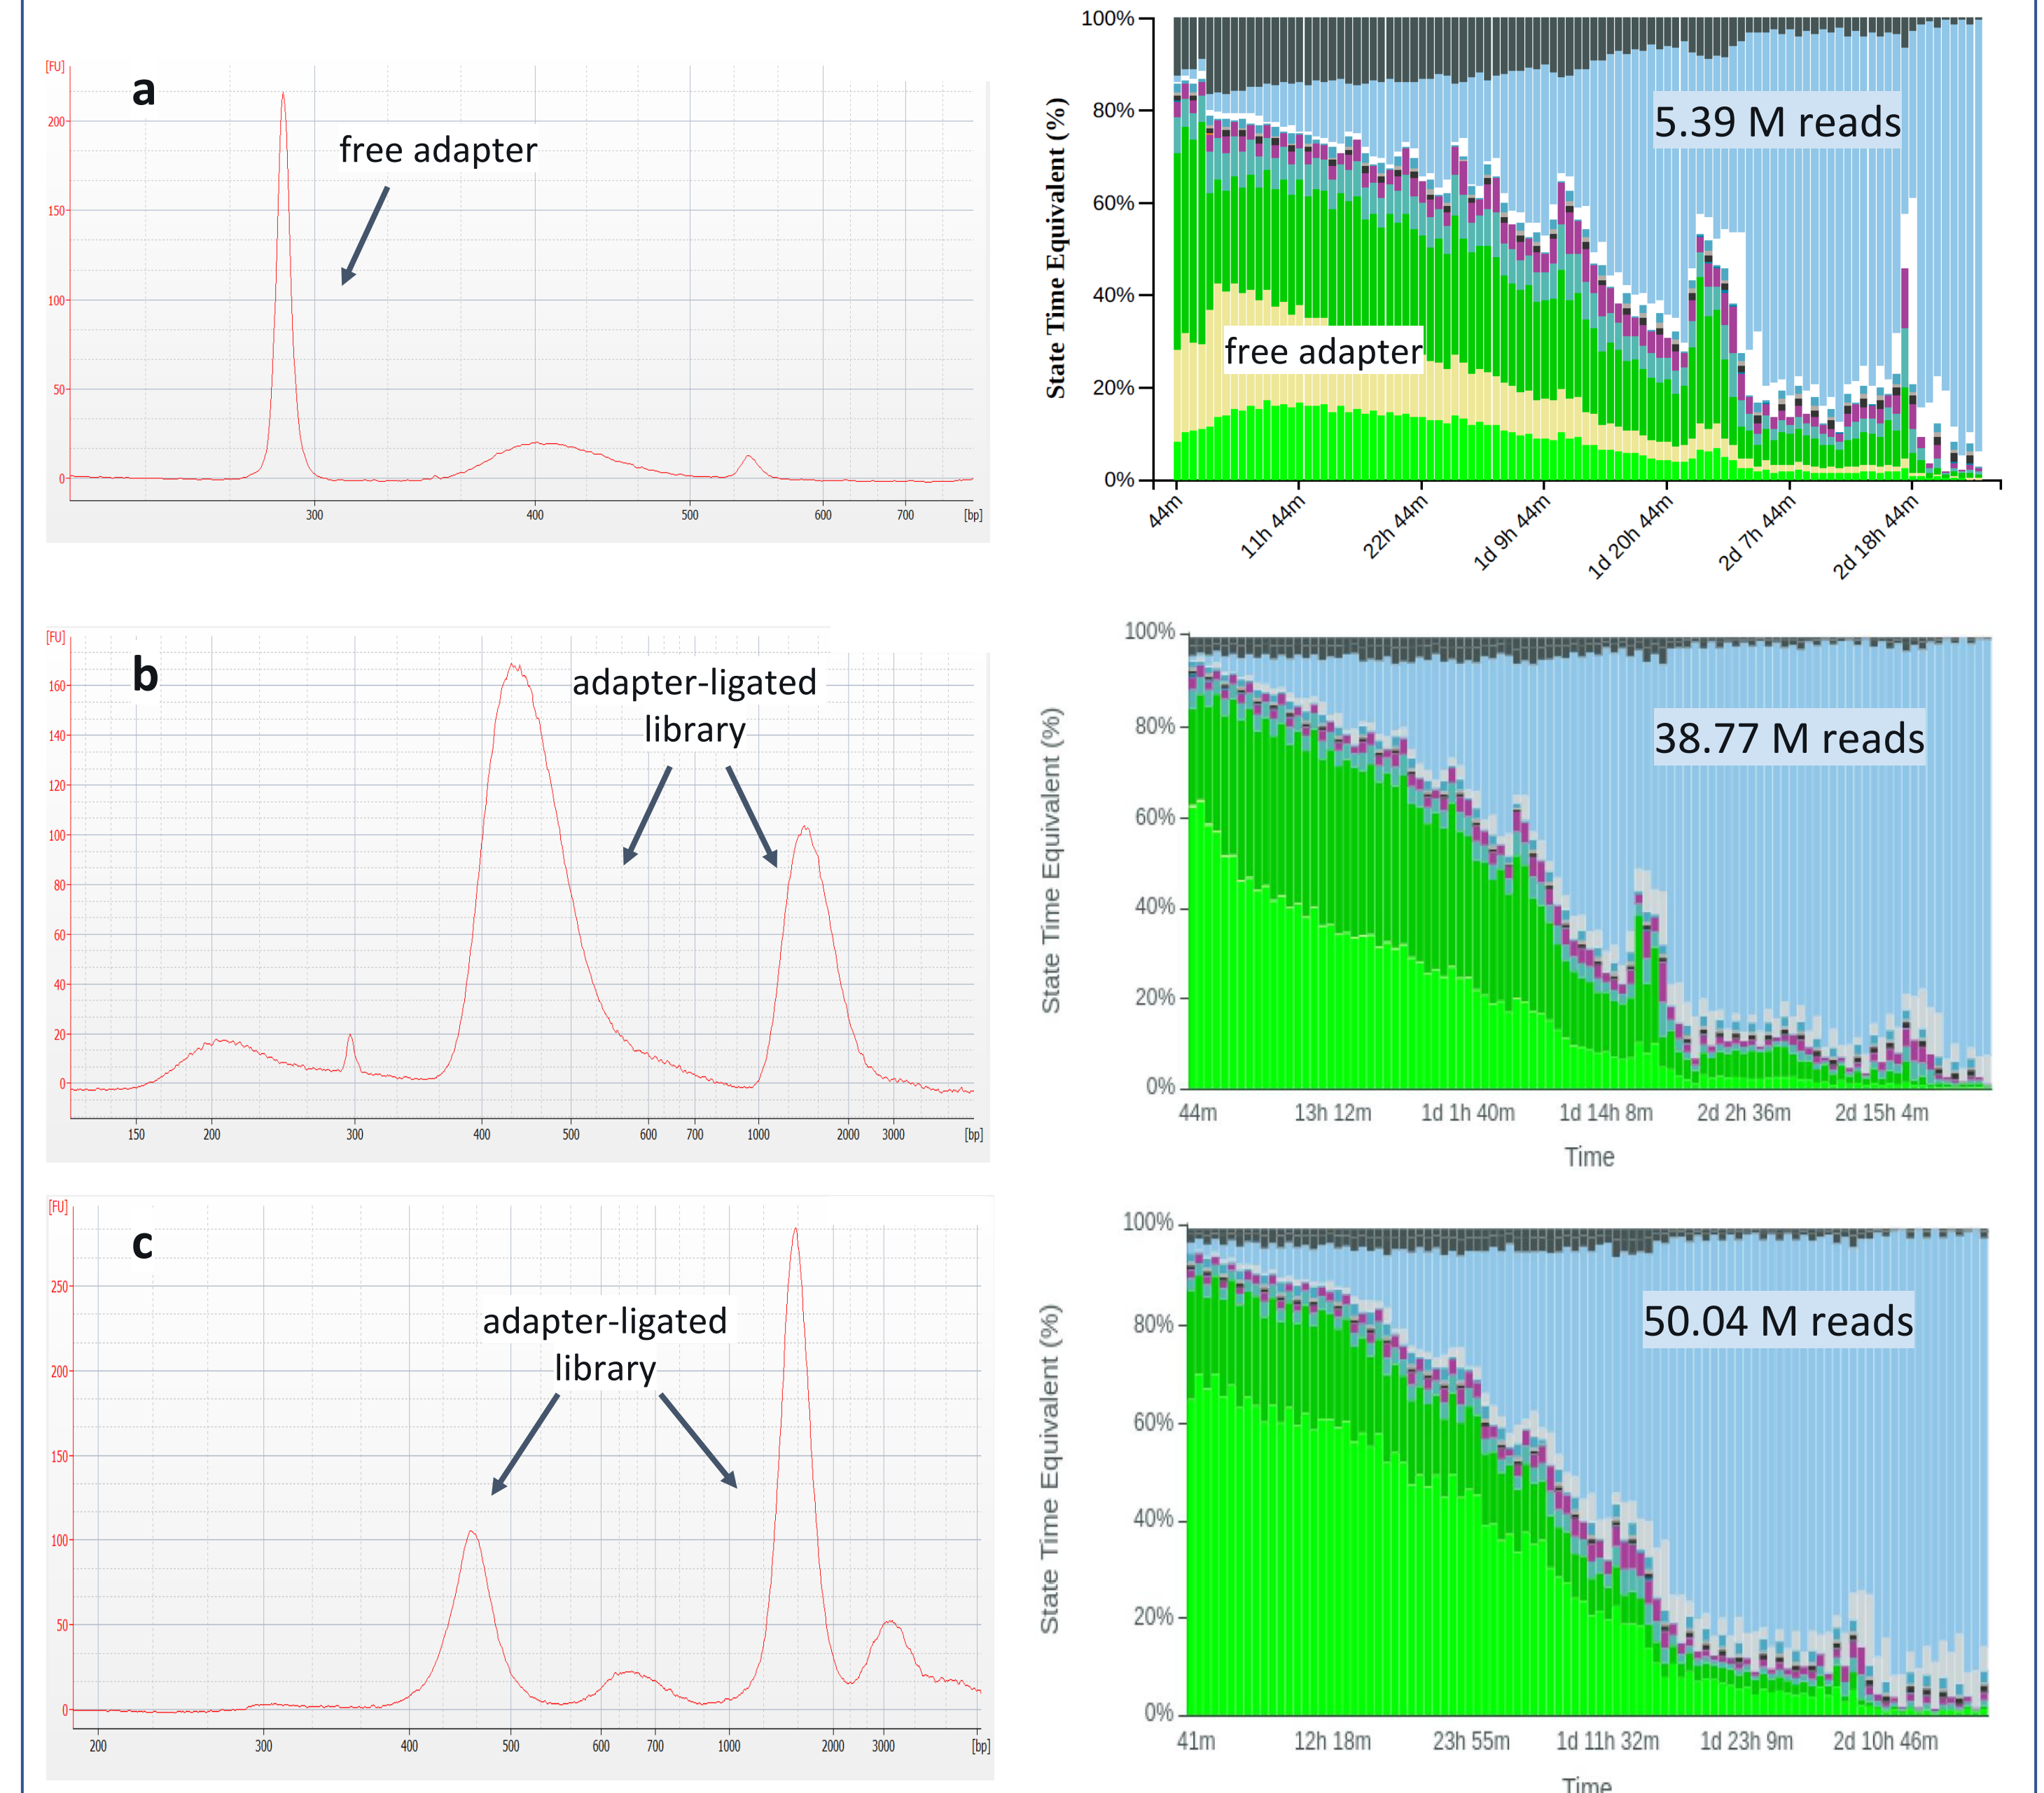 a
[FU]
200
150
100
50
0
free adapter
300
400
500
600
700
[bp]
State Time Equivalent (%)
100%
80%
60%
40%
20%
0%
5.39 M reads
free adapter
44m
11h 44m
22h 44m
1d 9h 44m
1d 20h 44m
2d 7h 44m
2d 18h 44m
b
[FU]
160
140
120
100
80
60
40
20
0
adapter-ligated
library
150
200
300
400
500
600
700
1000
2000
3000
[bp]
State Time Equivalent (%)
100%
80%
60%
40%
20%
0%
38.77 M reads
44m
13h 12m
1d 1h 40m
1d 14h 8m
2d 2h 36m
2d 15h 4m
Time
c
[FU]
250
200
150
100
50
0
adapter-ligated
library
200
300
400
500
600
700
1000
2000
3000
[bp]
State Time Equivalent (%)
100%
80%
60%
40%
20%
0%
50.04 M reads
41m
12h 18m
23h 55m
1d 11h 32m
1d 23h 9m
2d 10h 46m
Time